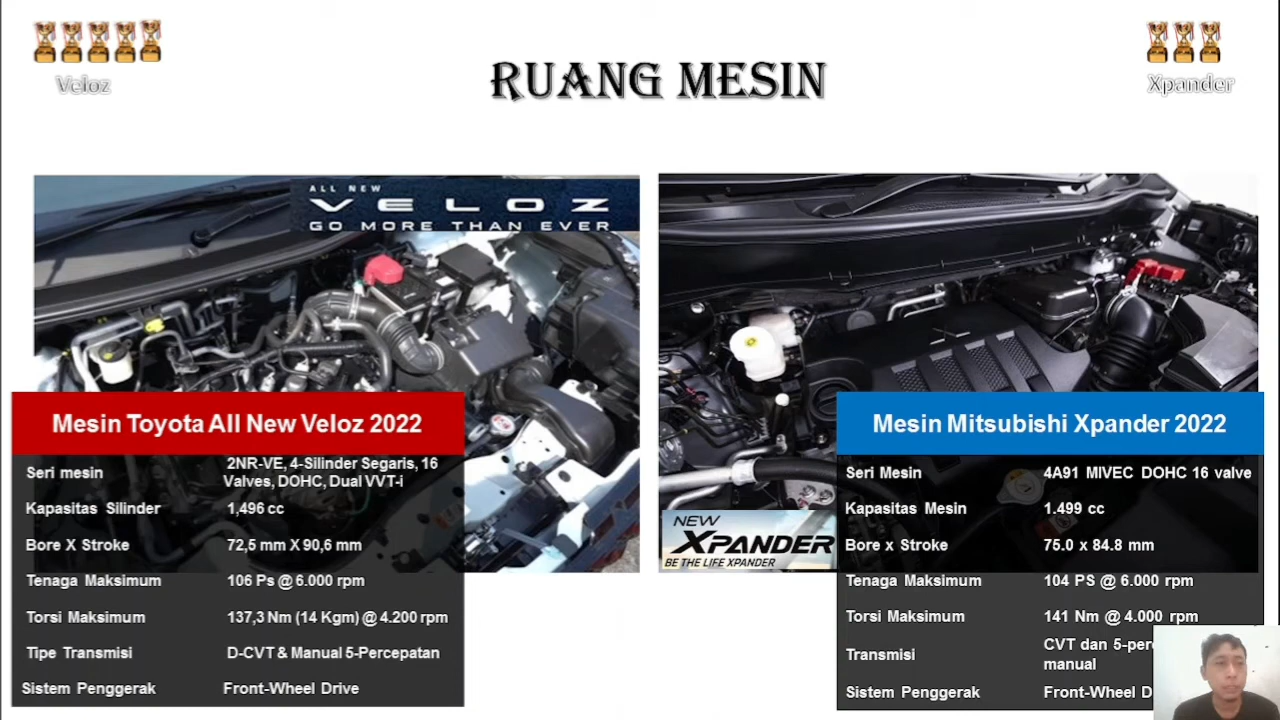 Veloz
Xpander
RUANG MESIN
ALL NEW
VELOZ
GO MORE THAN EVER
Mesin Toyota All New Veloz 2022
Seri mesin 2NR-VE, 4-Silinder Segaris, 16
Valves, DOHC, Dual VVT-i
Kapasitas Silinder 1,496 cc
Bore X Stroke 72,5 mm X 90,6 mm
Tenaga Maksimum 106 Ps @ 6.000 rpm
Torsi Maksimum 137,3 Nm (14 Kgm) @ 4.200 rpm
Tipe Transmisi D-CVT & Manual 5-Percepatan
Sistem Penggerak Front-Wheel Drive
NEW
XPANDER
BE THE LIFE XPANDER
Mesin Mitsubishi Xpander 2022
Seri Mesin 4A91 MIVEC DOHC 16 valve
Kapasitas Mesin 1.499 cc
Bore x Stroke 75.0 x 84.8 mm
Tenaga Maksimum 104 PS @ 6.000 rpm
Torsi Maksimum 141 Nm @ 4.000 rpm
Transmisi CVT dan
manual
Sistem Penggerak Front-Wheel